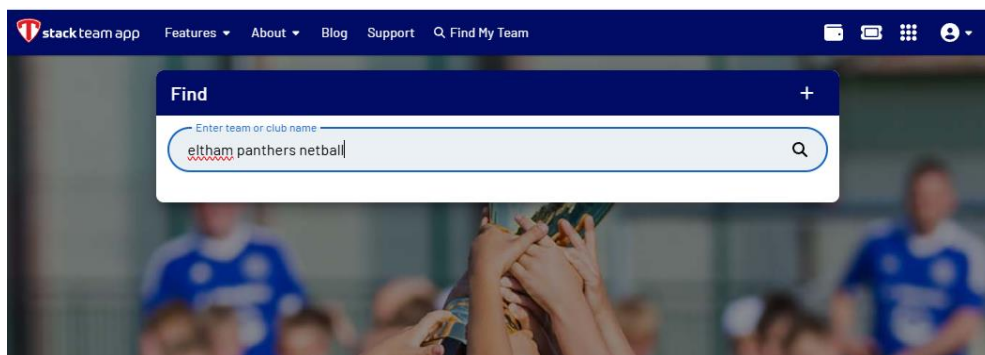 stack team app Features About Blog Support Find My Team
Find +
Enter team or club name
eltham panthers netball